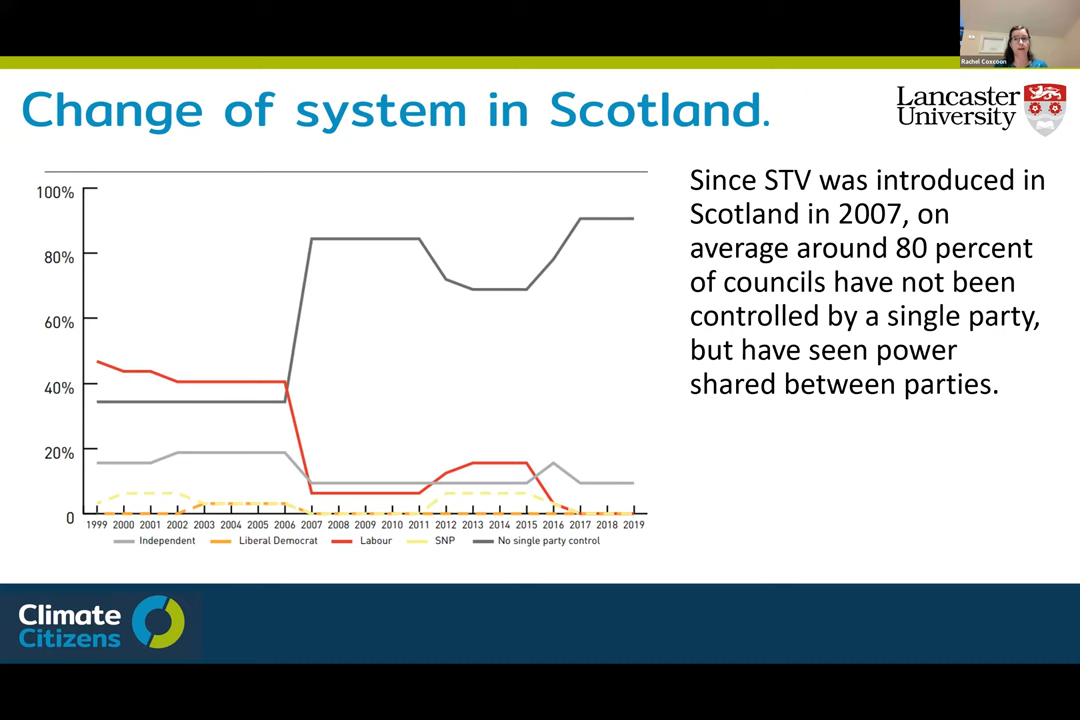 Rachel Coxcoon
Change of system in Scotland.
Lancaster
University
100%
80%
60%
40%
20%
0
1999 2000 2001 2002 2003 2004 2005 2006 2007 2008 2009 2010 2011 2012 2013 2014 2015 2016 2017 2018 2019
Independent Liberal Democrat Labour SNP No single party control
Since STV was introduced in
Scotland in 2007, on
average around 80 percent
of councils have not been
controlled by a single party,
but have seen power
shared between parties.
Climate
Citizens